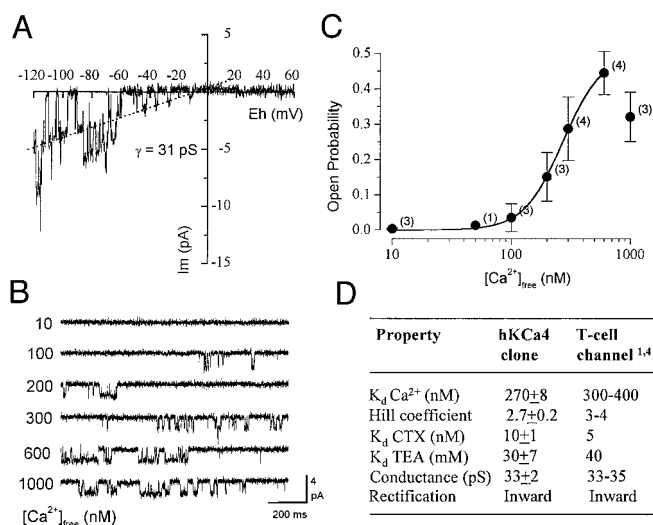 A
5
-120 -100 -80 -60 -40 -20 20 40 60
Eh (mV)
γ = 31 pS
-5
-10
-15
Im (pA)
B
10
100
200
300
600
1000
[Ca2+]free (nM)
4
pA
200 ms
C
Open Probability
0.5
0.4
0.3
0.2
0.1
0.0
(3)
(1)
(3)
(3)
(4)
(4)
(3)
10 100 1000
[Ca2+]free (nM)
D
Property hKCa4 clone T-cell channel 1,4
Kd Ca2+ (nM) 270±8 300-400
Hill coefficient 2.7±0.2 3-4
Kd CTX (nM) 10±1 5
Kd TEA (mM) 30±7 40
Conductance (pS) 33±2 33-35
Rectification Inward Inward